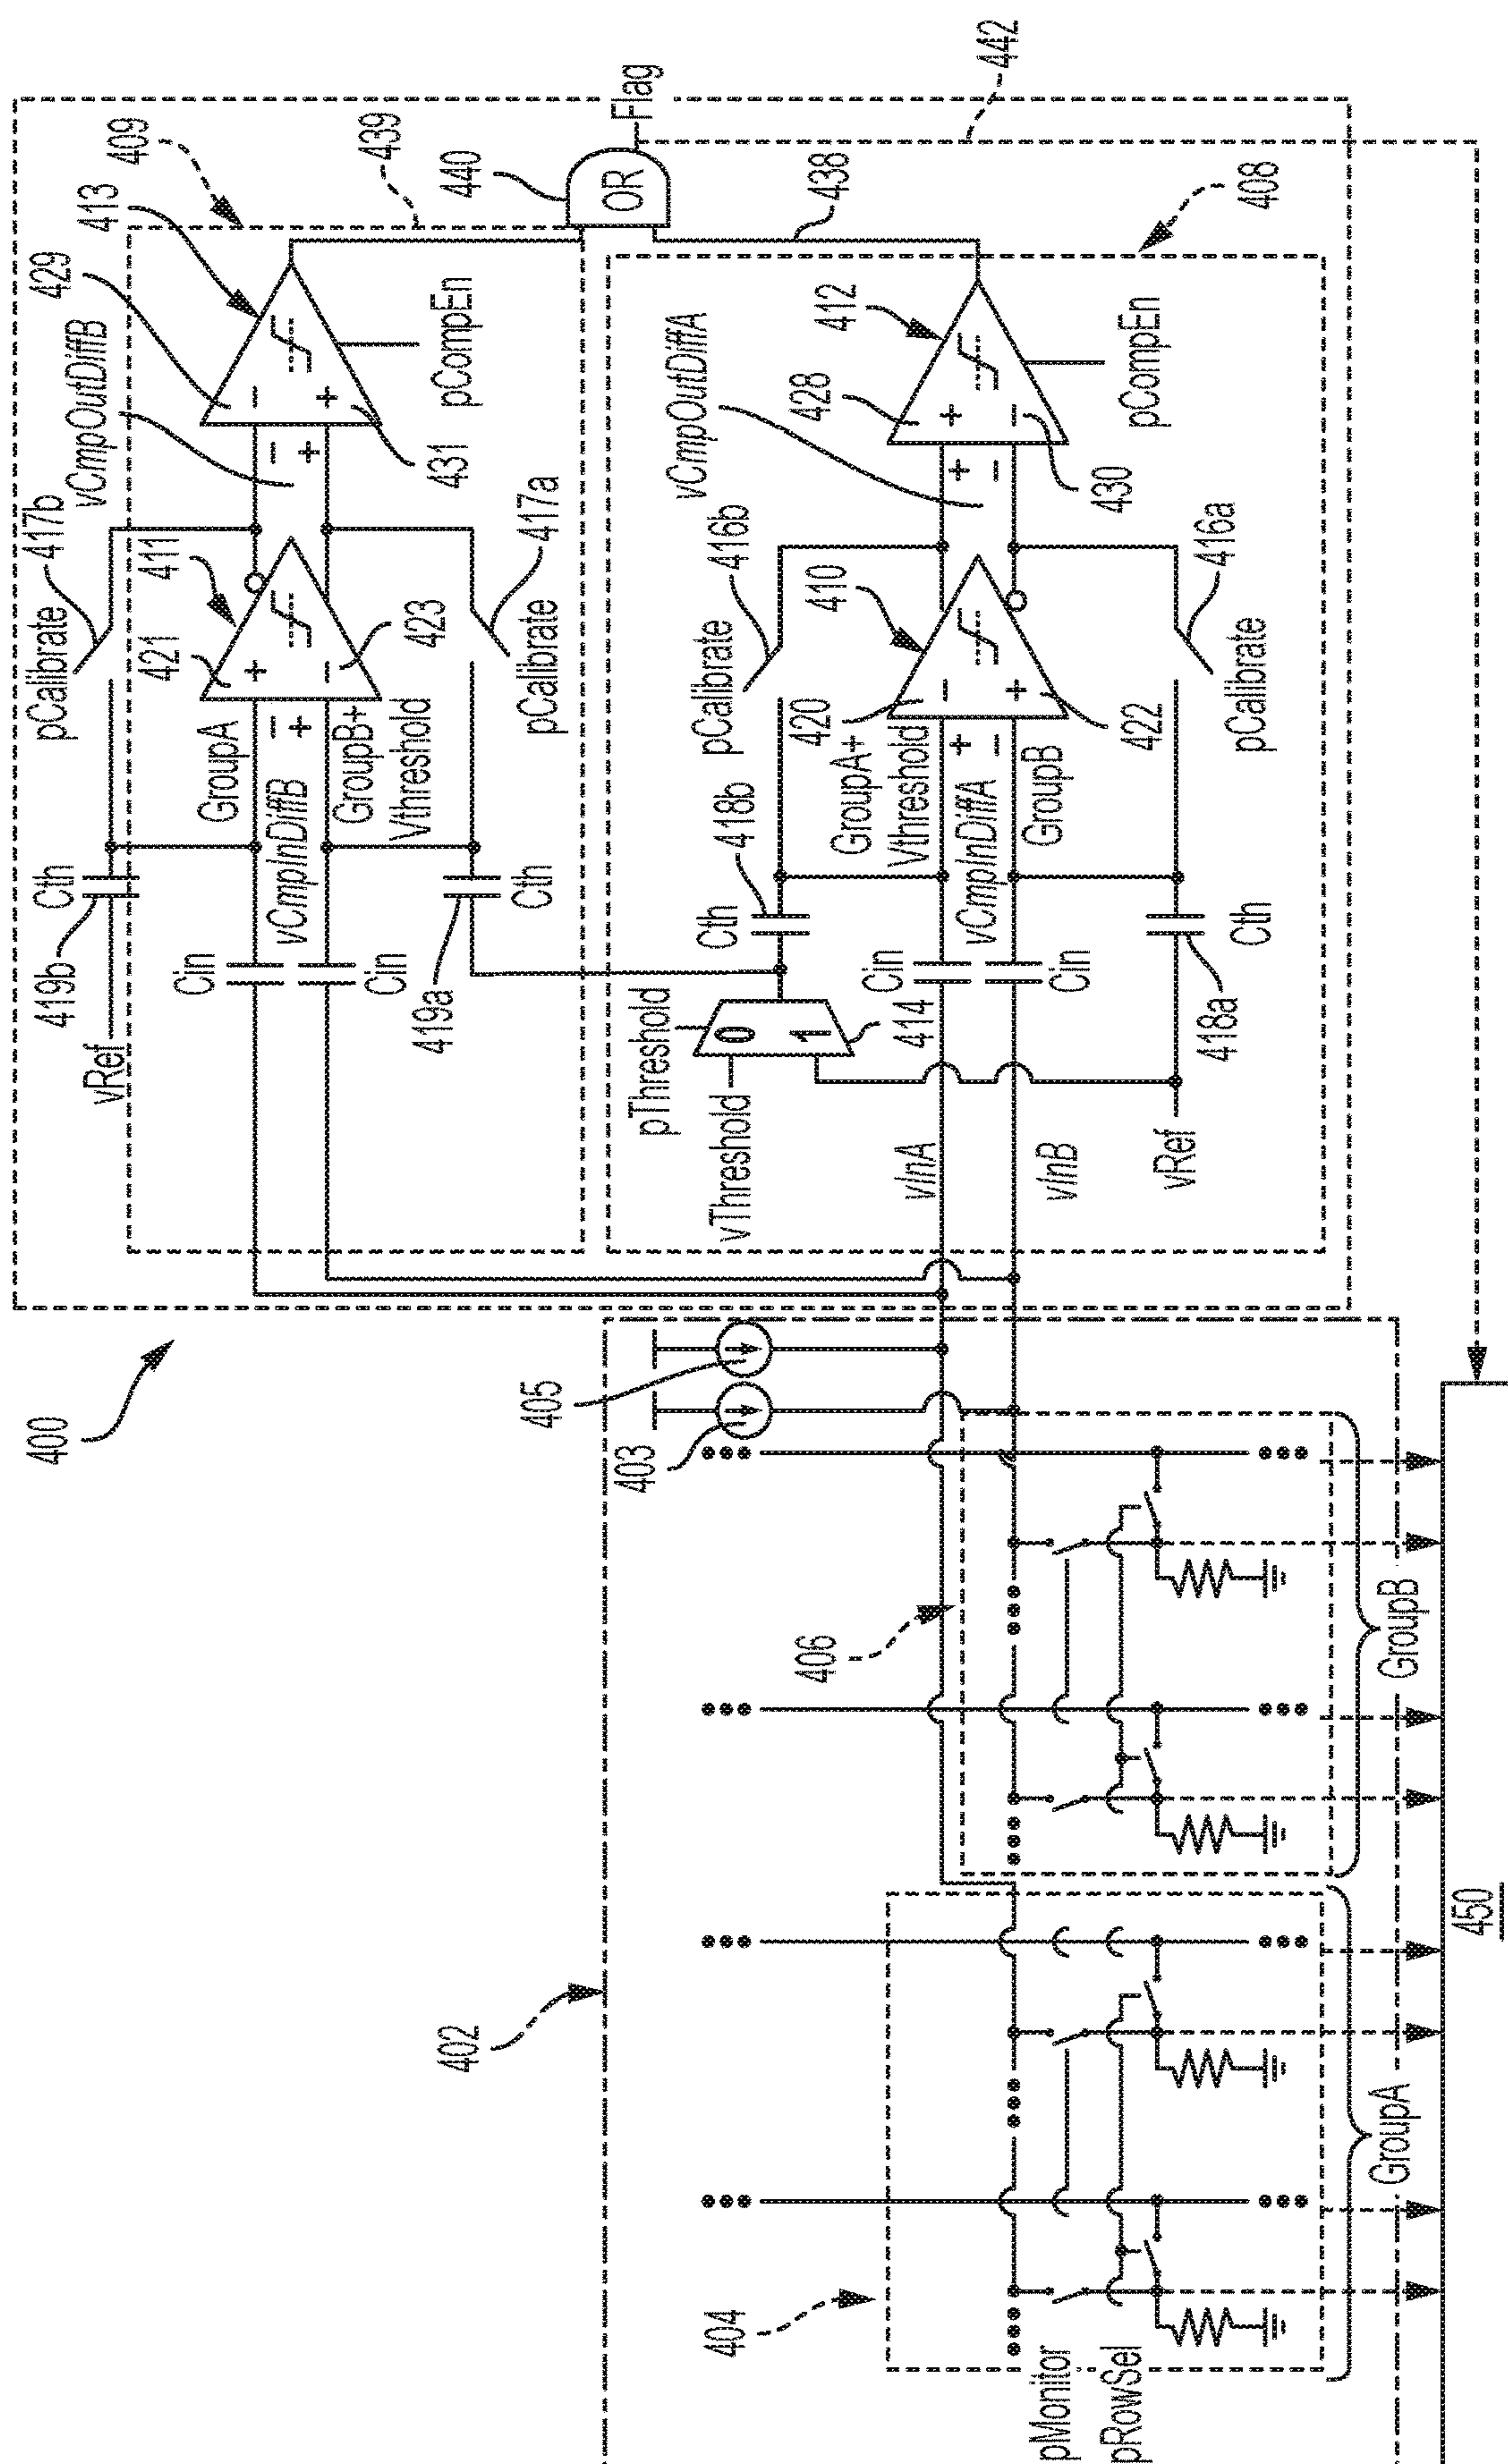 400
409
413
429
vCmpOutDiffB
417b
pCalibrate
411
421
+
−
423
GroupA
−
+
vCmpInDiffB
GroupB+
Vthreshold
Cth
419b
vRef
Cin
Cin
Cth
419a
pCalibrate
417a
−
+
−
+
431
pCompEn
439
440
OR
Flag
442
438
408
412
428
vCmpOutDiffA
416b
pCalibrate
410
420
−
+
422
GroupA+
Vthreshold
+
−
vCmpInDiffA
GroupB
418b
Cth
Cin
Cin
Cth
418a
pThreshold
0
1
414
vThreshold
vInA
vInB
vRef
pCalibrate
416a
+
−
+
−
430
pCompEn
402
405
403
406
404
pMonitor
pRowSel
GroupA
GroupB
450